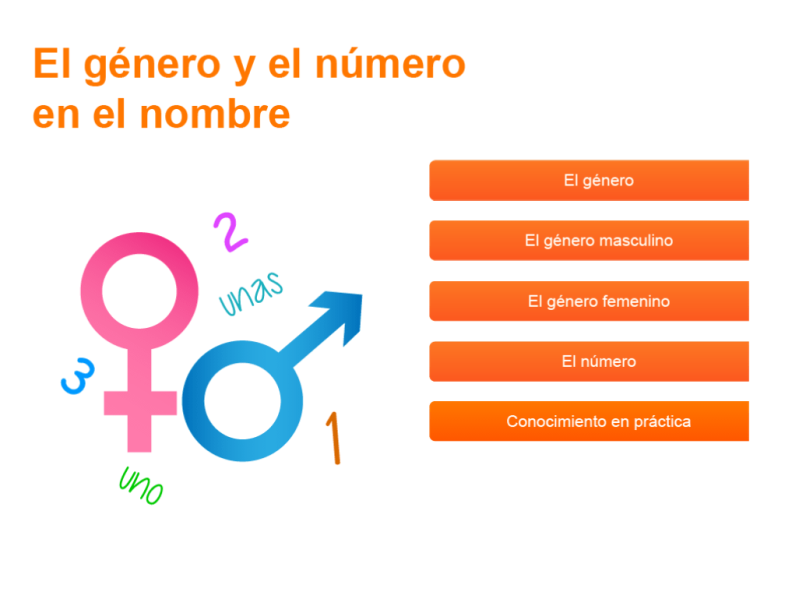 El género y el número
en el nombre
El género
El género masculino
El género femenino
El número
Conocimiento en práctica
2
unas
3
1
uno